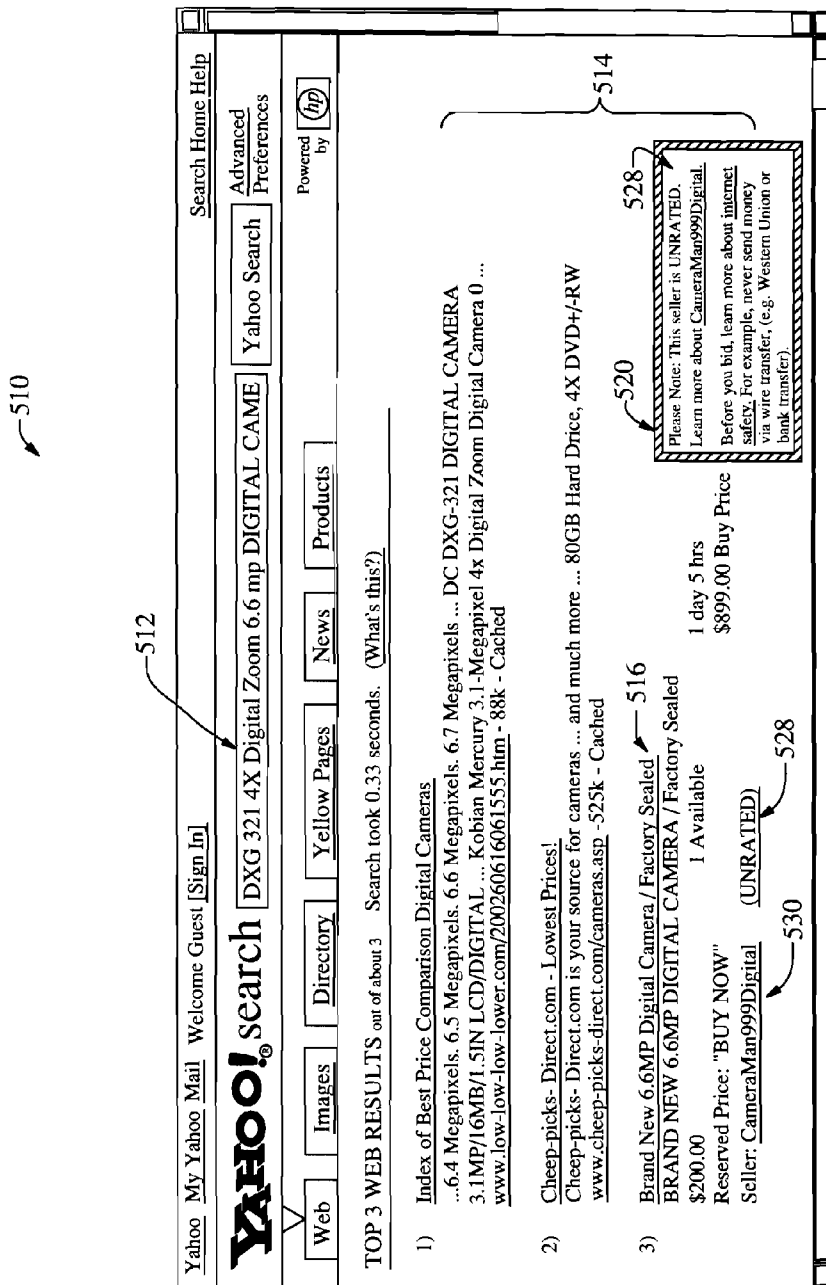 510
Yahoo My Yahoo Mail Welcome Guest [Sign In] Search Home Help
512
YAHOO!® search DXG 321 4X Digital Zoom 6.6 mp DIGITAL CAME Yahoo Search Advanced
Preferences
Web Images Directory Yellow Pages News Products Powered
by hp
TOP 3 WEB RESULTS out of about 3 Search took 0.33 seconds. (What's this?)
1) Index of Best Price Comparison Digital Cameras
...6.4 Megapixels. 6.5 Megapixels. 6.6 Megapixels. 6.7 Megapixels ... DC DXG-321 DIGITAL CAMERA
3.1MP/16MB/1.5IN LCD/DIGITAL ... Kobian Mercury 3.1-Megapixel 4x Digital Zoom Digital Camera 0 ...
www.low-low-low-lower.com/2002606160615​55.htm - 88k - Cached
514
2) Cheep-picks- Direct.com - Lowest Prices!
Cheep-picks- Direct.com is your source for cameras ... and much more ... 80GB Hard Drice, 4X DVD+/-RW
www.cheep-picks-direct.com/cameras.asp -525k - Cached
3) Brand New 6.6MP Digital Camera / Factory Sealed 516
BRAND NEW 6.6MP DIGITAL CAMERA / Factory Sealed
$200.00 1 Available 1 day 5 hrs
Reserved Price: "BUY NOW" $899.00 Buy Price
Seller: CameraMan999Digital (UNRATED)
530
528
520
528
Please Note: This seller is UNRATED.
Learn more about CameraMan999Digital.
Before you bid, learn more about internet
safety. For example, never send money
via wire transfer, (e.g. Western Union or
bank transfer).